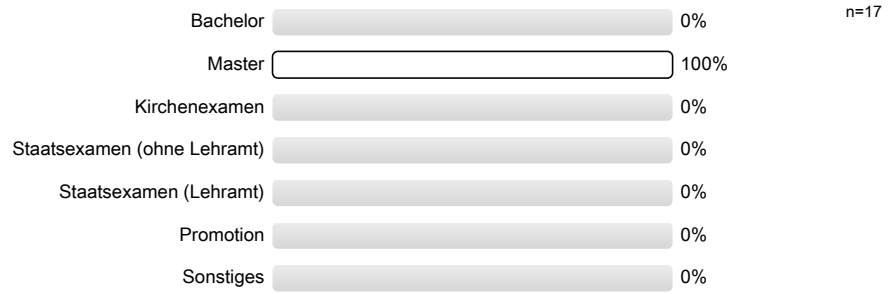 Bachelor 0% n=17
Master 100%
Kirchenexamen 0%
Staatsexamen (ohne Lehramt) 0%
Staatsexamen (Lehramt) 0%
Promotion 0%
Sonstiges 0%